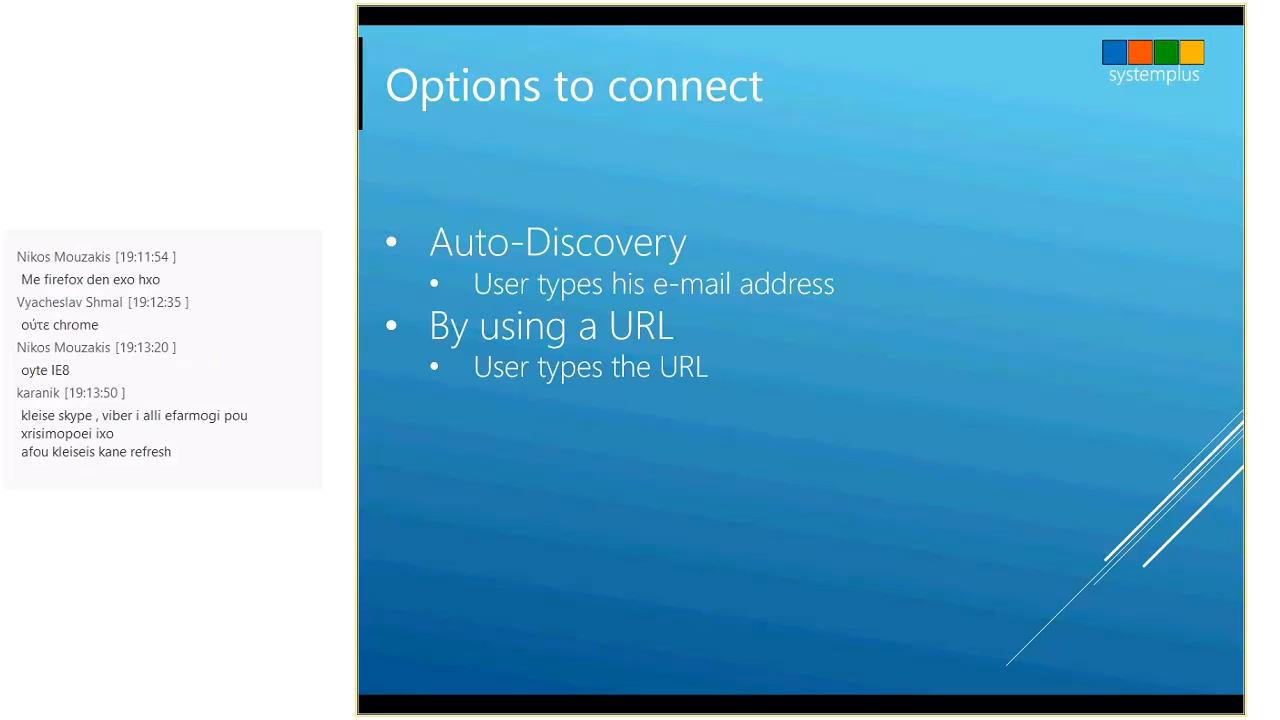 Nikos Mouzakis [19:11:54 ]
Me firefox den exo hxo
Vyacheslav Shmal [19:12:35 ]
ούτε chrome
Nikos Mouzakis [19:13:20 ]
oyte IE8
karanik [19:13:50 ]
kleise skype , viber i alli efarmogi pou
xrisimopoei ixo
afou kleiseis kane refresh
systemplus
Options to connect
• Auto-Discovery
• User types his e-mail address
• By using a URL
• User types the URL